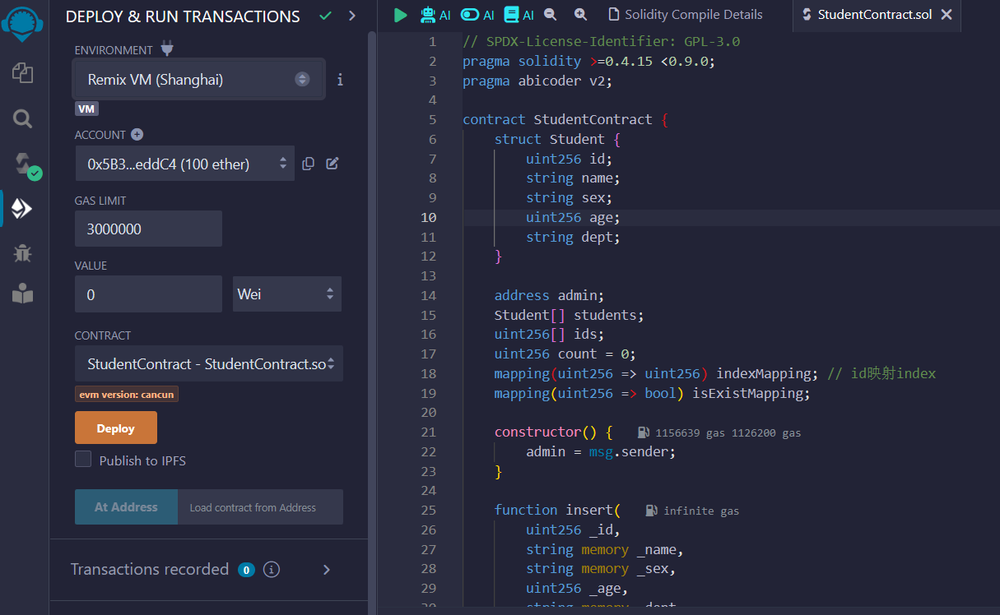 DEPLOY & RUN TRANSACTIONS
ENVIRONMENT
Remix VM (Shanghai)
VM
ACCOUNT
0x5B3...eddC4 (100 ether)
GAS LIMIT
3000000
VALUE
0
Wei
CONTRACT
StudentContract - StudentContract.so
evm version: cancun
Deploy
Publish to IPFS
At Address
Load contract from Address
Transactions recorded 0
AI AI AI
Solidity Compile Details
StudentContract.sol
1 // SPDX-License-Identifier: GPL-3.0
2 pragma solidity >=0.4.15 <0.9.0;
3 pragma abicoder v2;
4
5 contract StudentContract {
6 struct Student {
7 uint256 id;
8 string name;
9 string sex;
10 uint256 age;
11 string dept;
12 }
13
14 address admin;
15 Student[] students;
16 uint256[] ids;
17 uint256 count = 0;
18 mapping(uint256 => uint256) indexMapping; // id映射index
19 mapping(uint256 => bool) isExistMapping;
20
21 constructor() { 1156639 gas 1126200 gas
22 admin = msg.sender;
23 }
24
25 function insert( infinite gas
26 uint256 _id,
27 string memory _name,
28 string memory _sex,
29 uint256 _age,
30 string memory _dept